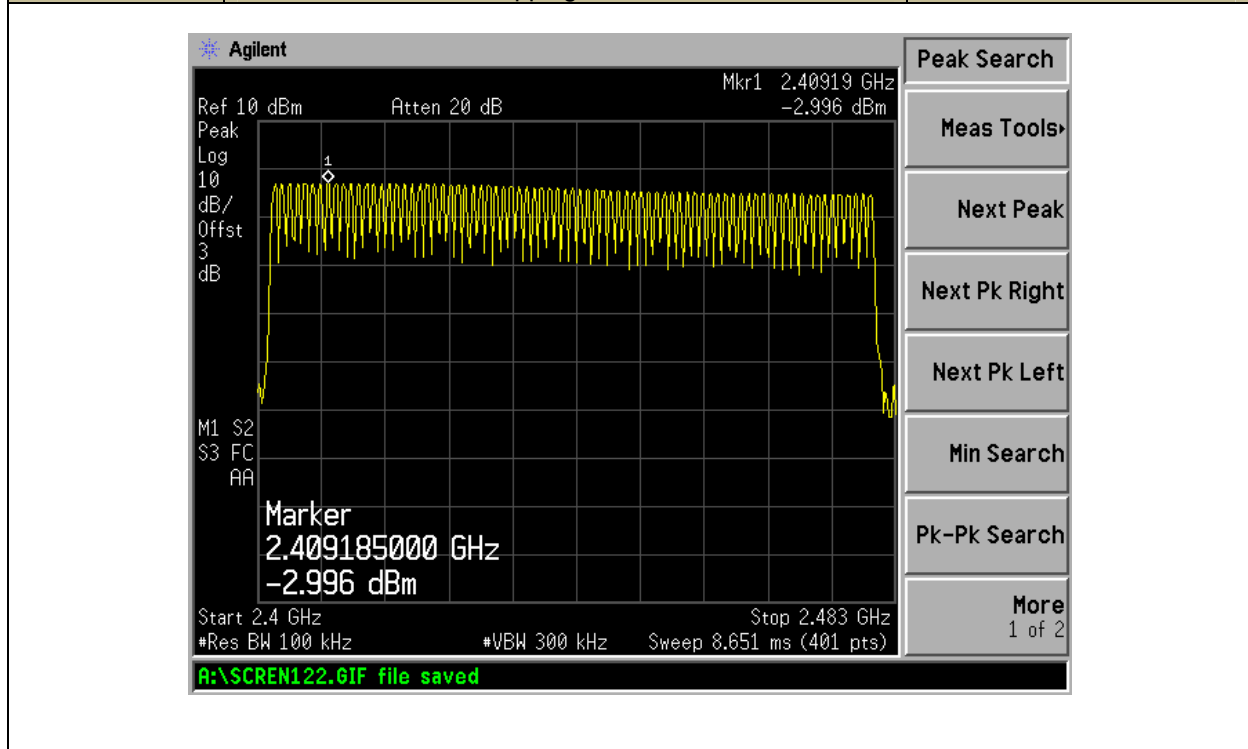 Agilent
Peak Search
Mkr1 2.40919 GHz
Ref 10 dBm Atten 20 dB -2.996 dBm
Peak
Log
10
dB/
Offst
3
dB
1
M1 S2
S3 FC
AA
Marker
2.409185000 GHz
-2.996 dBm
Start 2.4 GHz Stop 2.483 GHz
#Res BW 100 kHz #VBW 300 kHz Sweep 8.651 ms (401 pts)
A:\SCREN122.GIF file saved
Meas Tools
Next Peak
Next Pk Right
Next Pk Left
Min Search
Pk-Pk Search
More
1 of 2